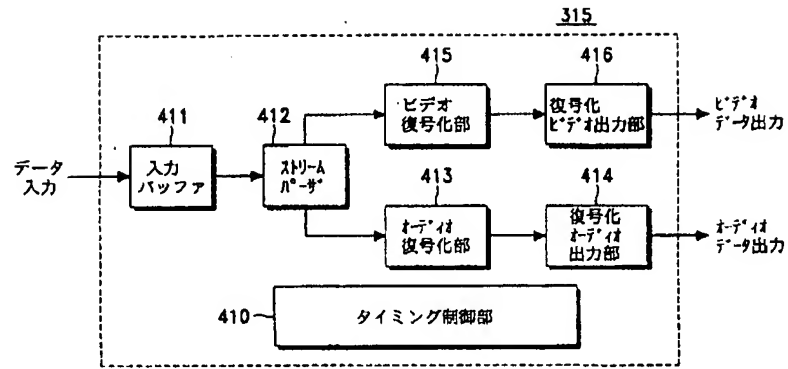 315
415
416
ビデオ
復号化部
復号化
ビデオ出力部
ビデオ
データ出力
411
412
データ
入力
入力
バッファ
ストリーム
パーザ
413
414
オーディオ
復号化部
復号化
オーディオ
出力部
オーディオ
データ出力
410
タイミング制御部